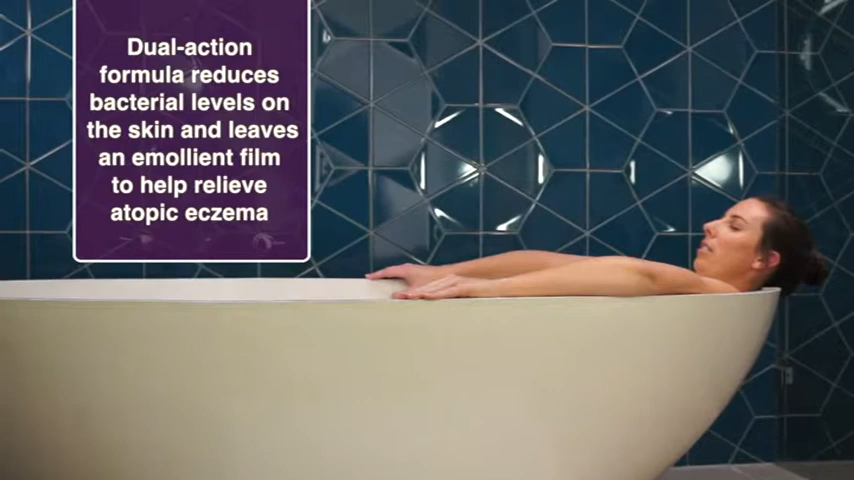 Dual-action
formula reduces
bacterial levels on
the skin and leaves
an emollient film
to help relieve
atopic eczema